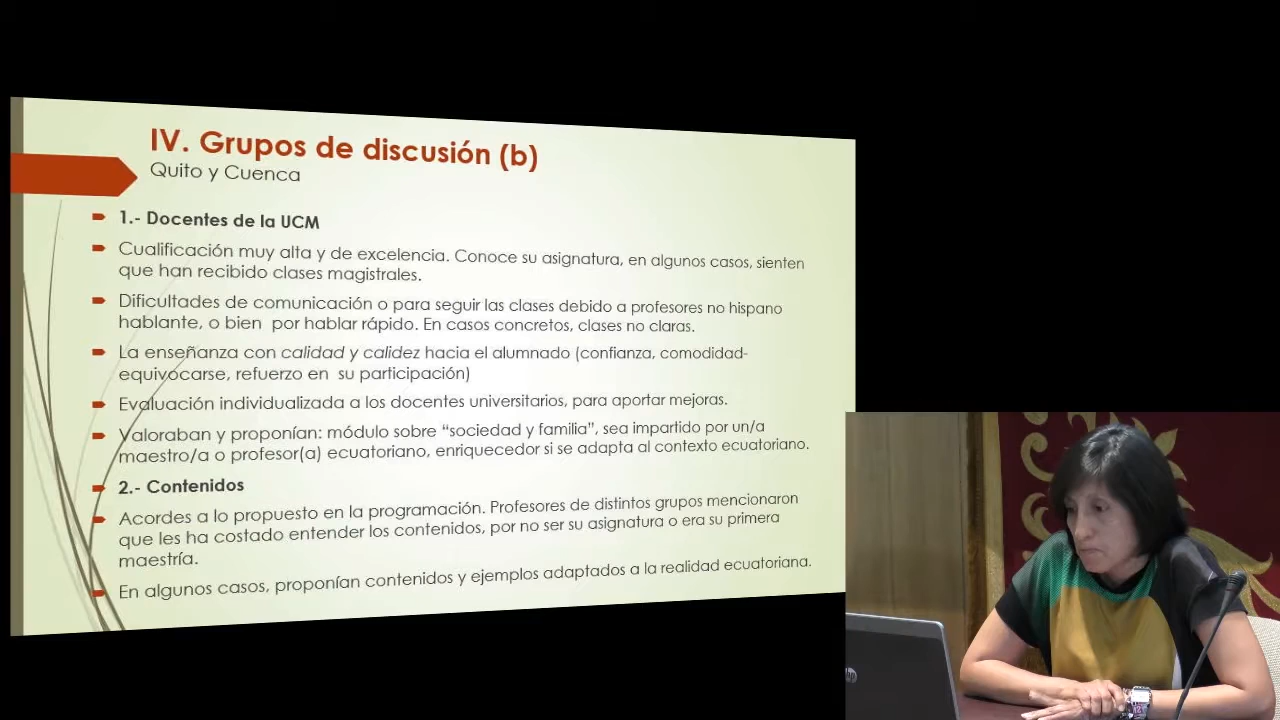 IV. Grupos de discusión (b)
Quito y Cuenca
1.- Docentes de la UCM
Cualificación muy alta y de excelencia. Conoce su asignatura, en algunos casos, sienten
que han recibido clases magistrales.
Dificultades de comunicación o para seguir las clases debido a profesores no hispano
hablante, o bien por hablar rápido. En casos concretos, clases no claras.
La enseñanza con calidad y calidez hacia el alumnado (confianza, comodidad-
equivocarse, refuerzo en su participación)
Evaluación individualizada a los docentes universitarios, para aportar mejoras.
Valoraban y proponían: módulo sobre “sociedad y familia”, sea impartido por un/a
maestro/a o profesor(a) ecuatoriano, enriquecedor si se adapta al contexto ecuatoriano.
2.- Contenidos
Acordes a lo propuesto en la programación. Profesores de distintos grupos mencionaron
que les ha costado entender los contenidos, por no ser su asignatura o era su primera
maestría.
En algunos casos, proponían contenidos y ejemplos adaptados a la realidad ecuatoriana.
hp